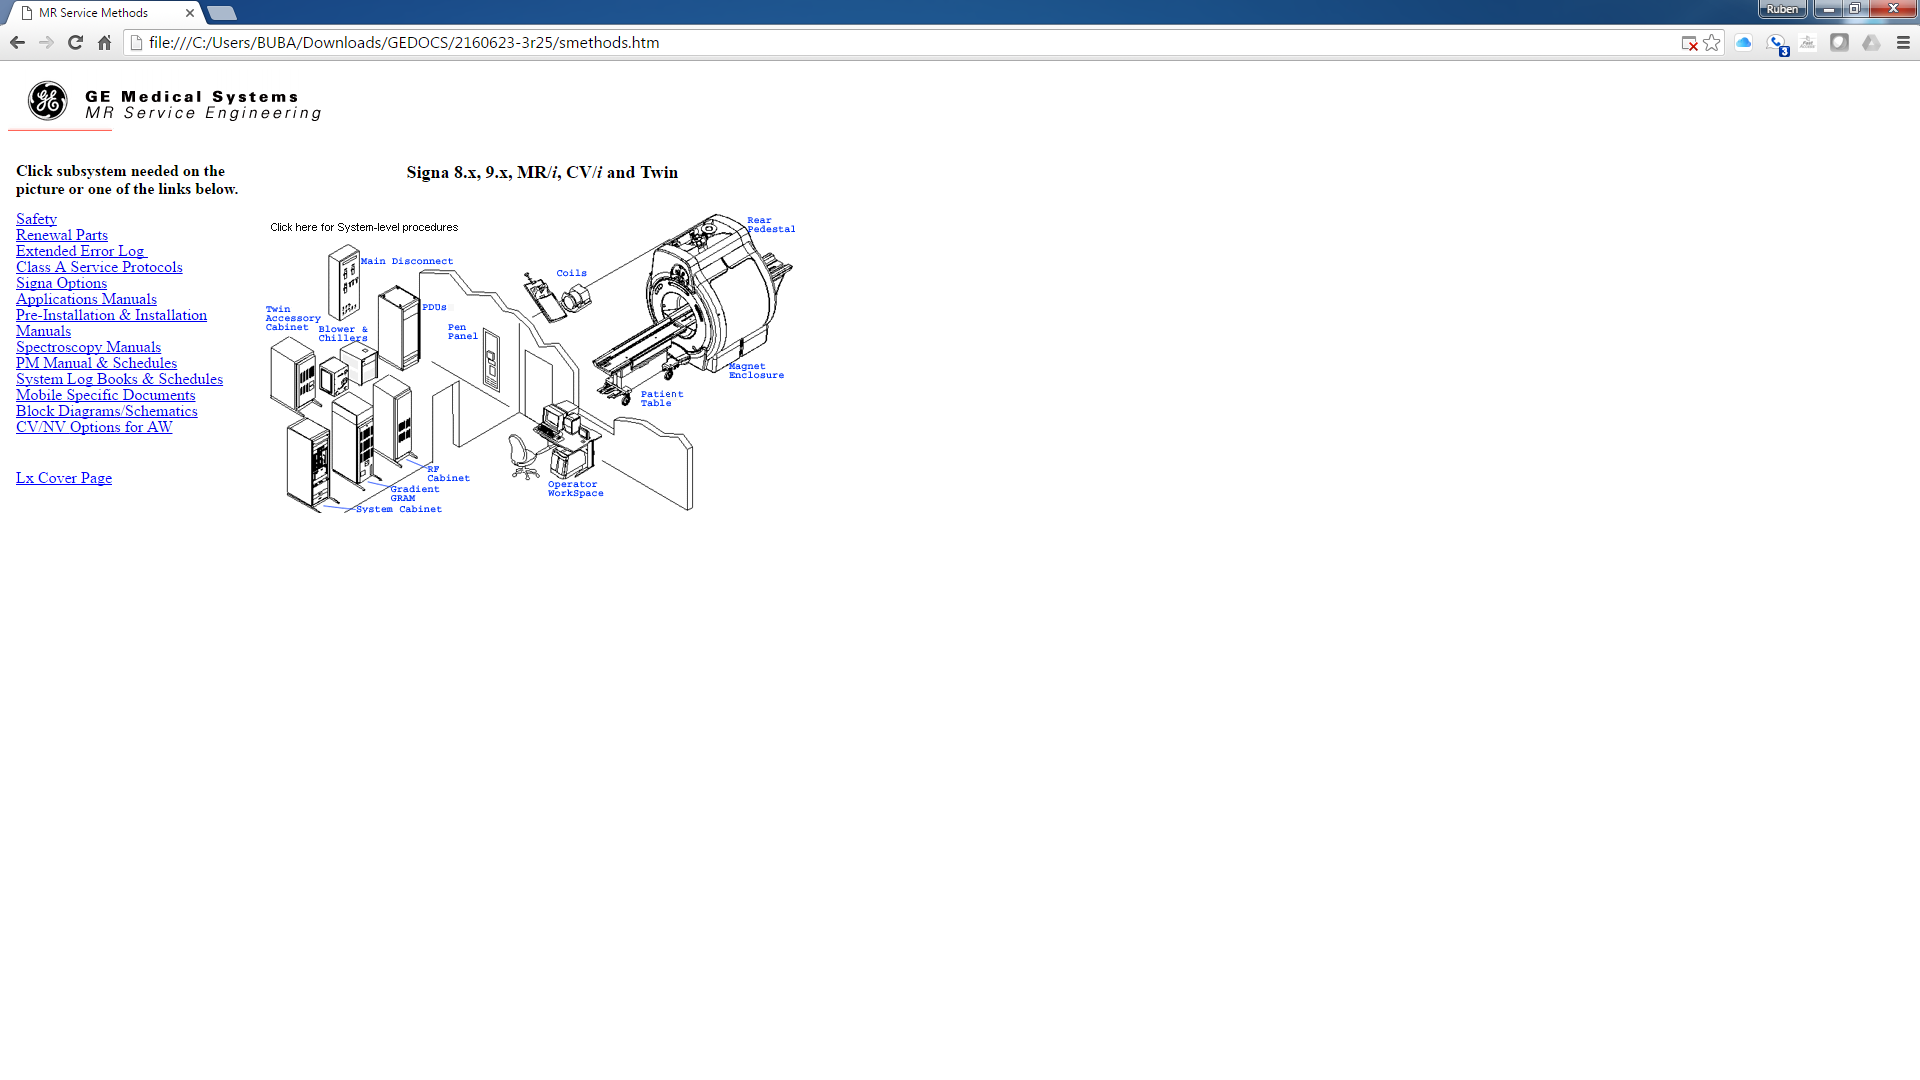 MR Service Methods
Ruben
file:///C:/Users/BUBA/Downloads/GEDOCS/2160623-3r25/smethods.htm
3
GE Medical Systems
MR Service Engineering
Click subsystem needed on the
picture or one of the links below.
Safety
Renewal Parts
Extended Error Log
Class A Service Protocols
Signa Options
Applications Manuals
Pre-Installation & Installation
Manuals
Spectroscopy Manuals
PM Manual & Schedules
System Log Books & Schedules
Mobile Specific Documents
Block Diagrams/Schematics
CV/NV Options for AW
Lx Cover Page
Signa 8.x, 9.x, MR/i, CV/i and Twin
Click here for System-level procedures
Rear
Pedestal
Main Disconnect
Coils
PDUs
Twin
Accessory
Cabinet
Blower &
Chillers
Pen
Panel
Magnet
Enclosure
Patient
Table
RF
Cabinet
Gradient
GRAM
System Cabinet
Operator
WorkSpace